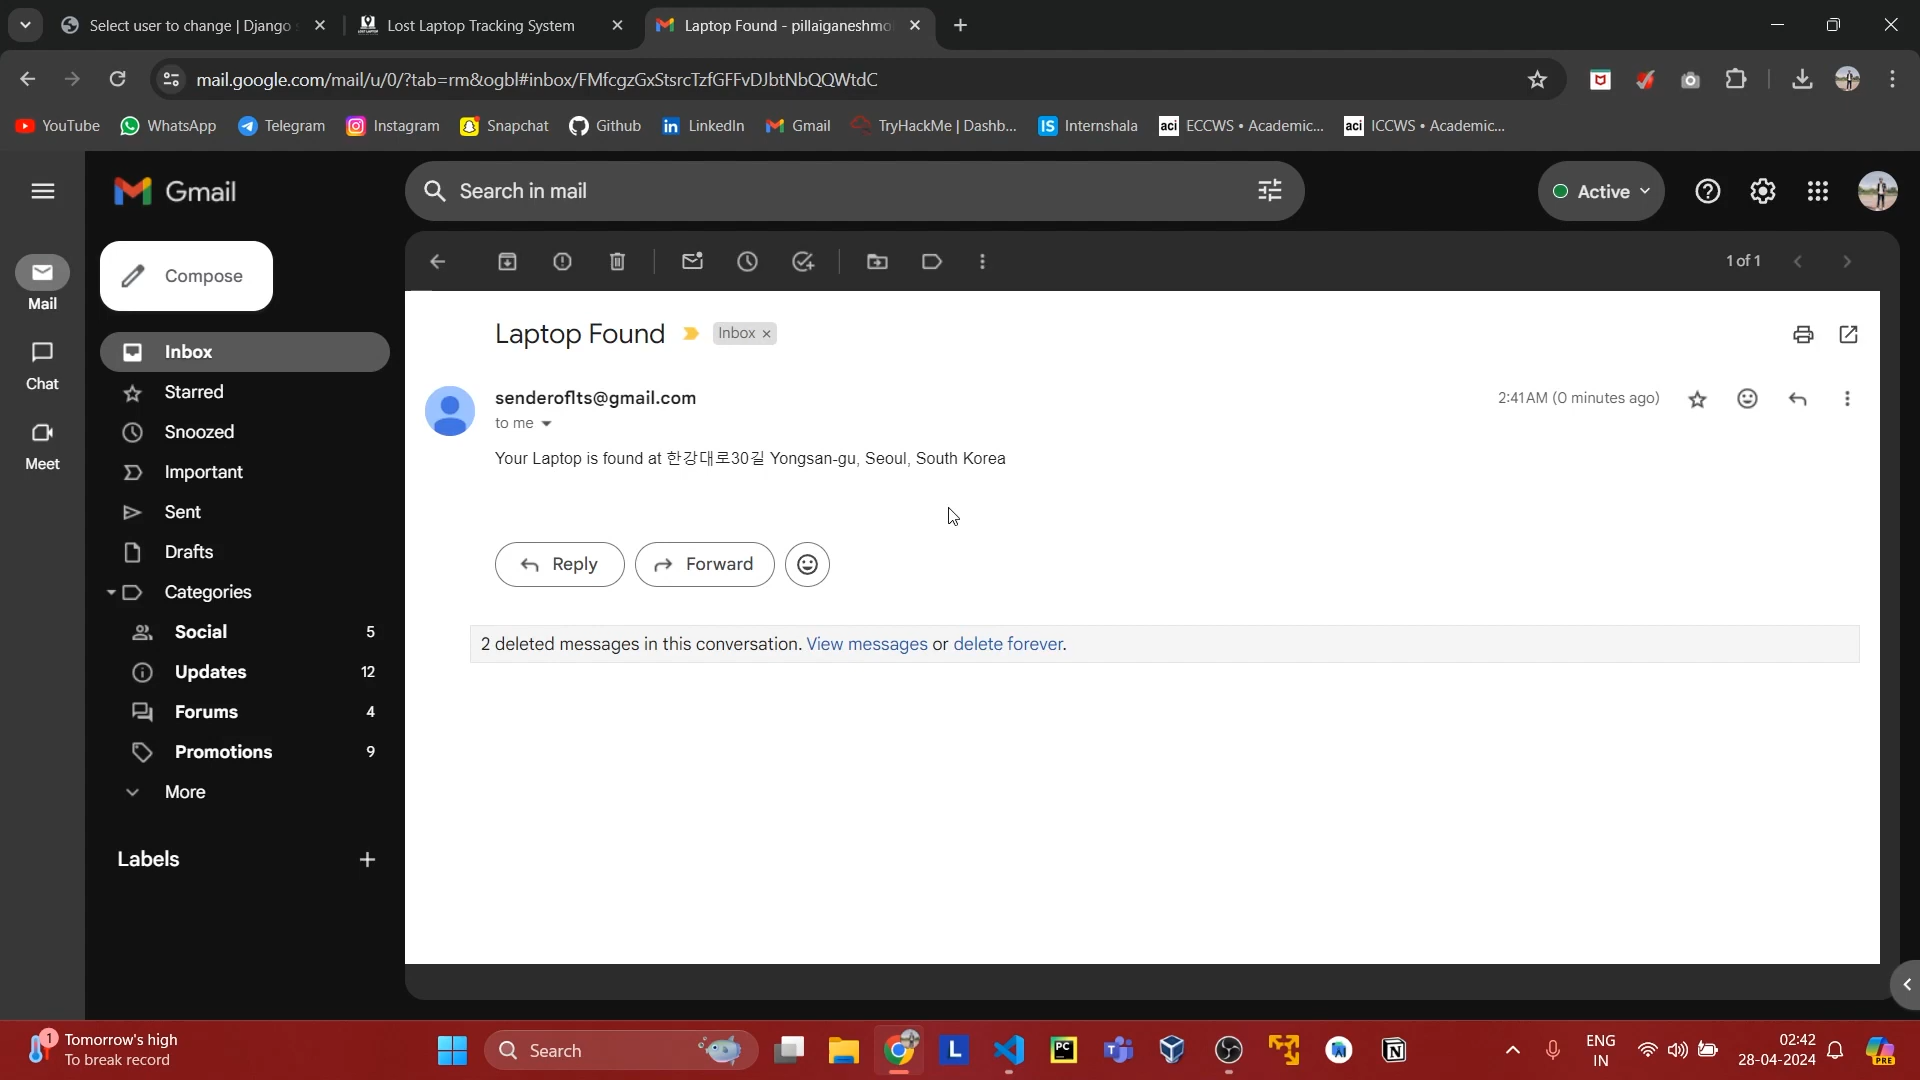 Select user to change | Django
Lost Laptop Tracking System
Laptop Found - pillaiganeshmo
mail.google.com/mail/u/0/?tab=rm&ogbl#inbox/FMfcgzGxStsrcTzfGFFvDJbtNbQQWtdC
YouTube WhatsApp Telegram Instagram Snapchat Github LinkedIn Gmail TryHackMe | Dashb... Internshala ECCWS • Academic... ICCWS • Academic...
Gmail
Search in mail
Active
Compose
1 of 1
Mail
Chat
Meet
Inbox
Starred
Snoozed
Important
Sent
Drafts
Categories
Social 5
Updates 12
Forums 4
Promotions 9
More
Labels
Laptop Found Inbox
senderoflts@gmail.com 2:41 AM (0 minutes ago)
to me
Your Laptop is found at 한강대로30길 Yongsan-gu, Seoul, South Korea
Reply Forward
2 deleted messages in this conversation. View messages or delete forever.
1
Tomorrow's high
To break record
Search
L
PC
ENG
IN
02:42
28-04-2024
PRE